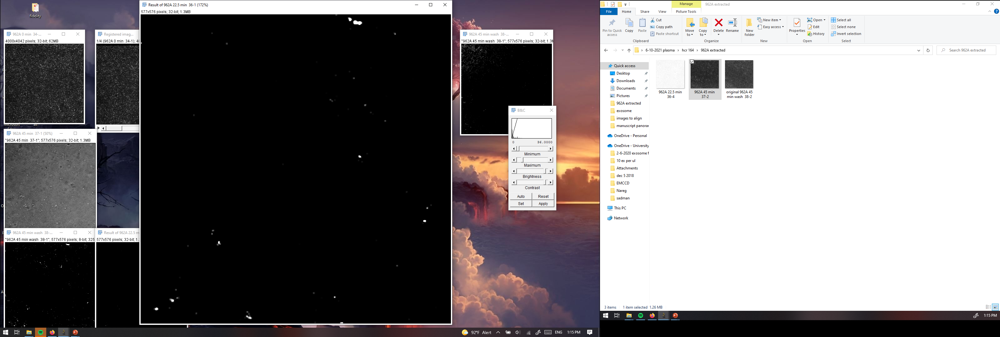 fidelity
962A 0 min 34-...
4000x4042 pixels; 32-bit; 62MB
Registered imag...
1/4 (962A 0 min 34-1); 40
962A 45 min 37-1 (50%)
"962A 45 min 37-1"; 577x576 pixels; 32-bit; 1.3MB
962A 45 min wash 38-...
"962A 45 min wash 38-1"; 577x576 pixels; 8-bit; 325
Result of 962A 22.5 m
577x576 pixels; 32-bit; 1...
Result of 962A 22.5 min 36-1 (172%)
577x576 pixels; 32-bit; 1.3MB
962A 45 min wash 38-...
"962A 45 min wash 38-1"; 577x576 pixels; 32-bit; 1.3M
B&C
0 36.0000
Minimum
Maximum
Brightness
Contrast
Auto Reset
Set Apply
92°F Alert ENG 1:15 PM
Manage
962A extracted
File Home Share View Picture Tools
Pin to Quick access
Copy
Paste
Cut
Copy path
Paste shortcut
Clipboard
Move to
Copy to
Delete
Rename
Organize
New folder
New item
Easy access
New
Properties
Open
Edit
History
Open
Select all
Select none
Invert selection
Select
6-10-2021 plasma > hcr 164 > 962A extracted
Search 962A extracted
Quick access
Desktop
Downloads
Documents
Pictures
962A extracted
exosome
images to align
manuscript panorar
OneDrive - Personal
OneDrive - University
2-6-2020 exosome f
10 ex per ul
Attachments
dec 5 2018
EMCCD
Nareg
sadman
This PC
Network
962A 22.5 min
36-4
962A 45 min
37-2
original 962A 45
min wash 38-2
3 items 1 item selected 1.26 MB
1:15 PM